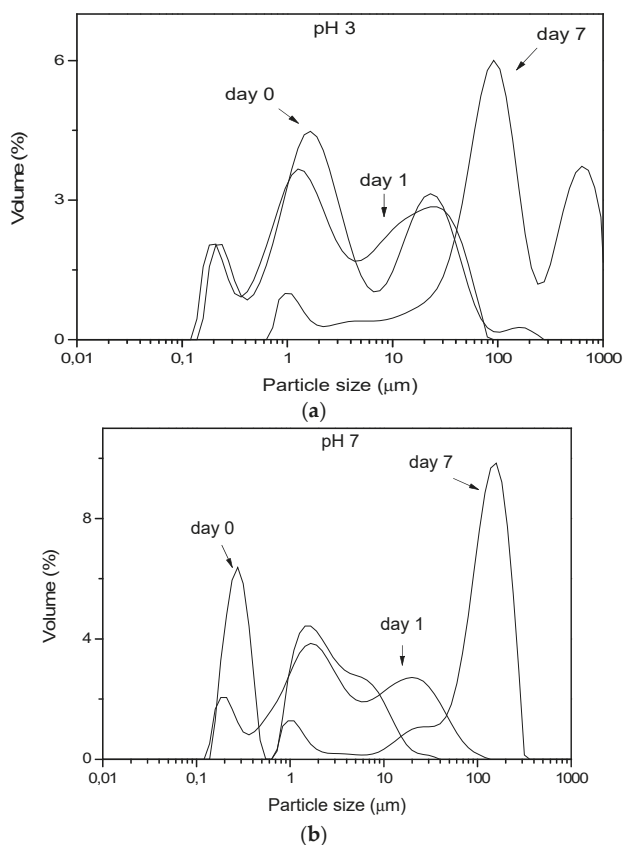 pH 3
day 7
day 0
day 1
6
3
0
Volume (%)
0,01 0,1 1 10 100 1000
Particle size (μm)
(a)
pH 7
day 7
day 0
day 1
8
4
0
Volume (%)
0,01 0,1 1 10 100 1000
Particle size (μm)
(b)